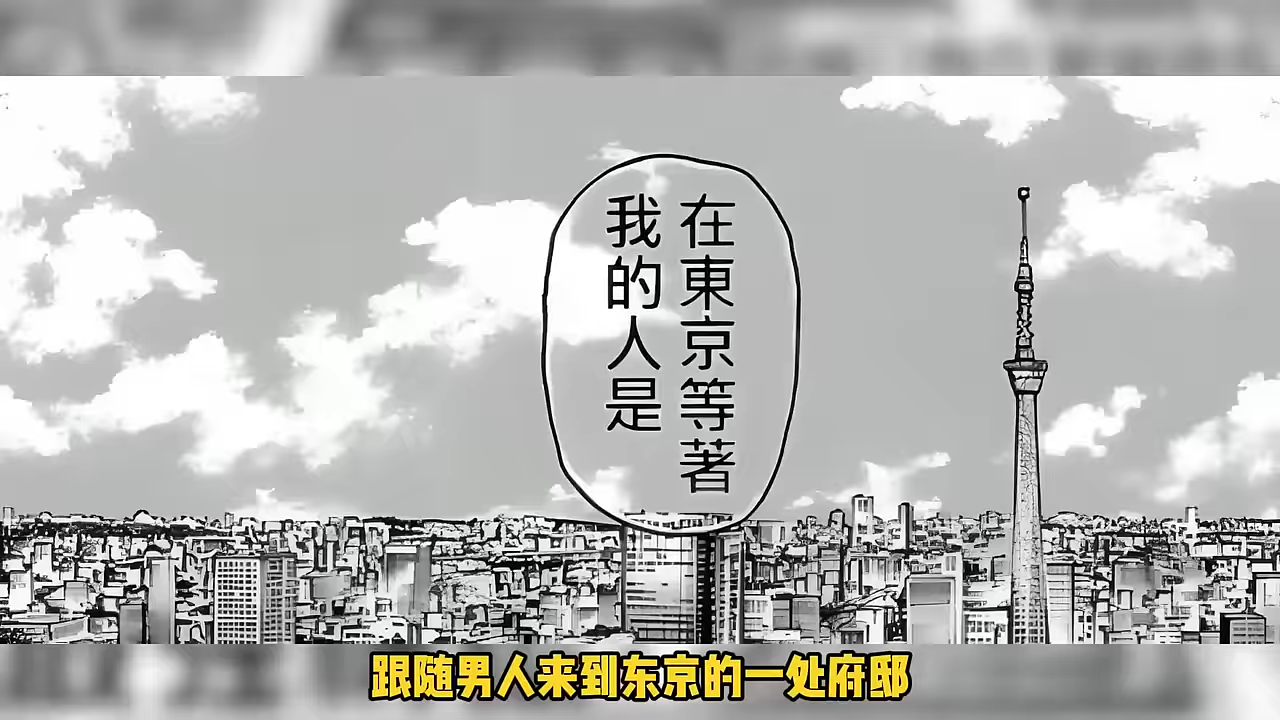 在東京等著
我的人是
跟随男人来到东京的一处府邸